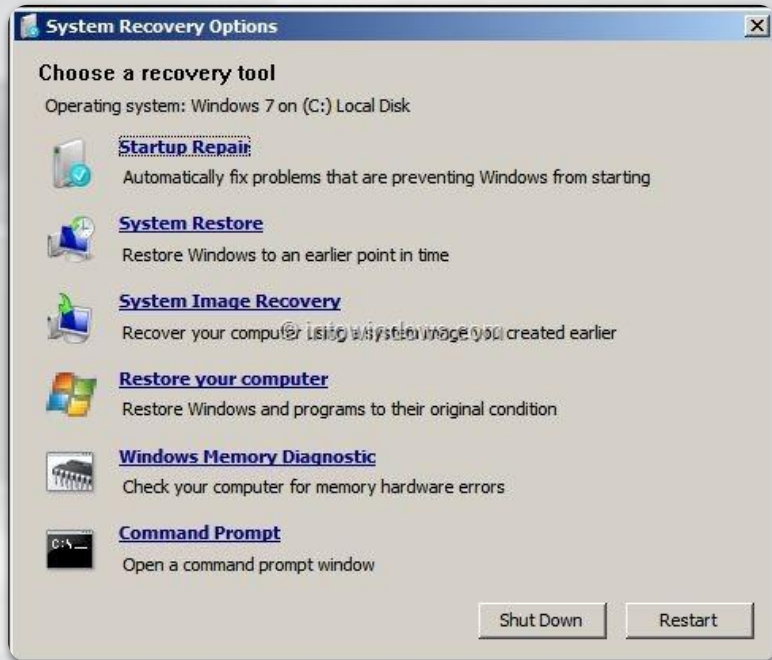 System Recovery Options
Choose a recovery tool
Operating system: Windows 7 on (C:) Local Disk
Startup Repair
Automatically fix problems that are preventing Windows from starting
System Restore
Restore Windows to an earlier point in time
System Image Recovery
Recover your computer using a system image you created earlier
© intowindows.com
Restore your computer
Restore Windows and programs to their original condition
Windows Memory Diagnostic
Check your computer for memory hardware errors
C:\_
Command Prompt
Open a command prompt window
Shut Down
Restart